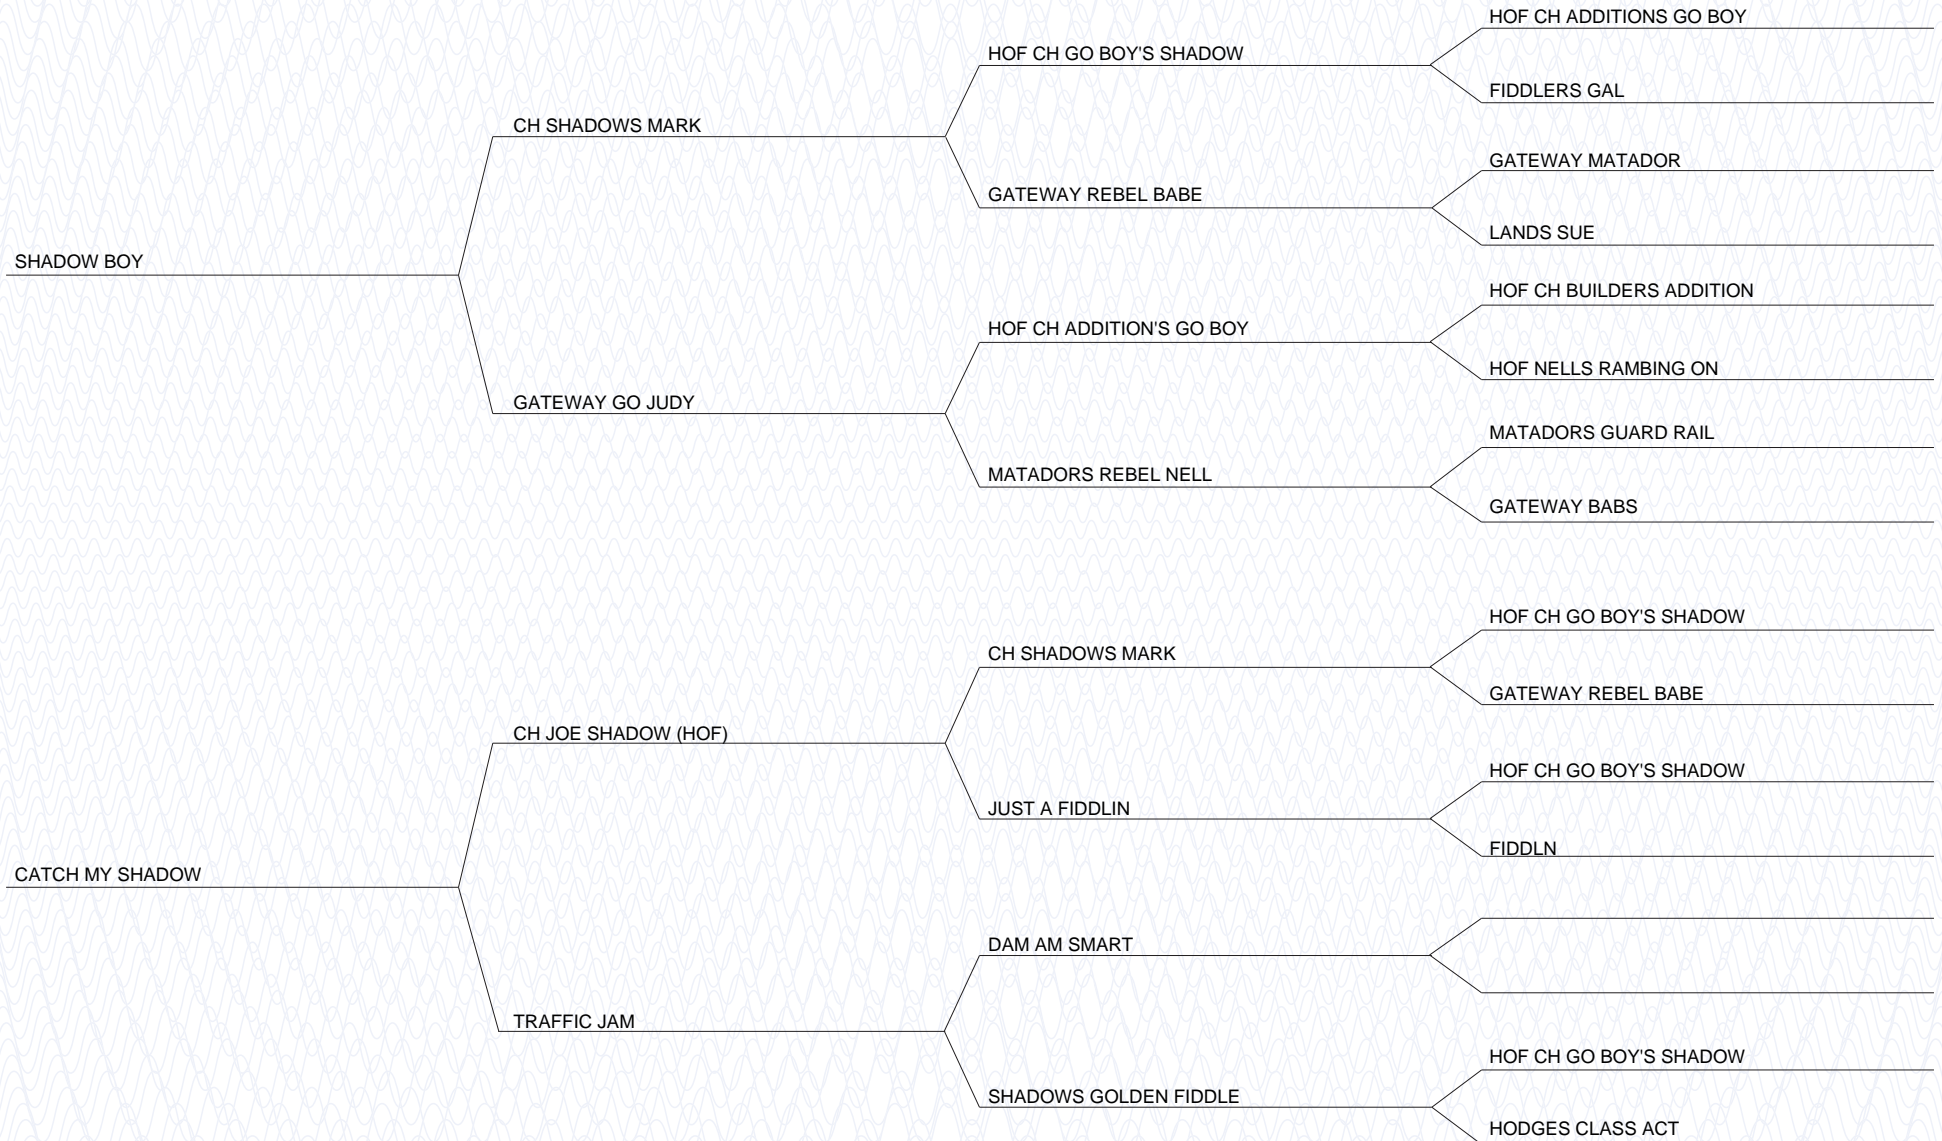 HOF CH ADDITIONS GO BOY
HOF CH GO BOY'S SHADOW
FIDDLERS GAL
CH SHADOWS MARK
GATEWAY MATADOR
GATEWAY REBEL BABE
LANDS SUE
SHADOW BOY
HOF CH BUILDERS ADDITION
HOF CH ADDITION'S GO BOY
HOF NELLS RAMBING ON
GATEWAY GO JUDY
MATADORS GUARD RAIL
MATADORS REBEL NELL
GATEWAY BABS
HOF CH GO BOY'S SHADOW
CH SHADOWS MARK
GATEWAY REBEL BABE
CH JOE SHADOW (HOF)
HOF CH GO BOY'S SHADOW
JUST A FIDDLIN
FIDDLN
CATCH MY SHADOW
DAM AM SMART
TRAFFIC JAM
HOF CH GO BOY'S SHADOW
SHADOWS GOLDEN FIDDLE
HODGES CLASS ACT